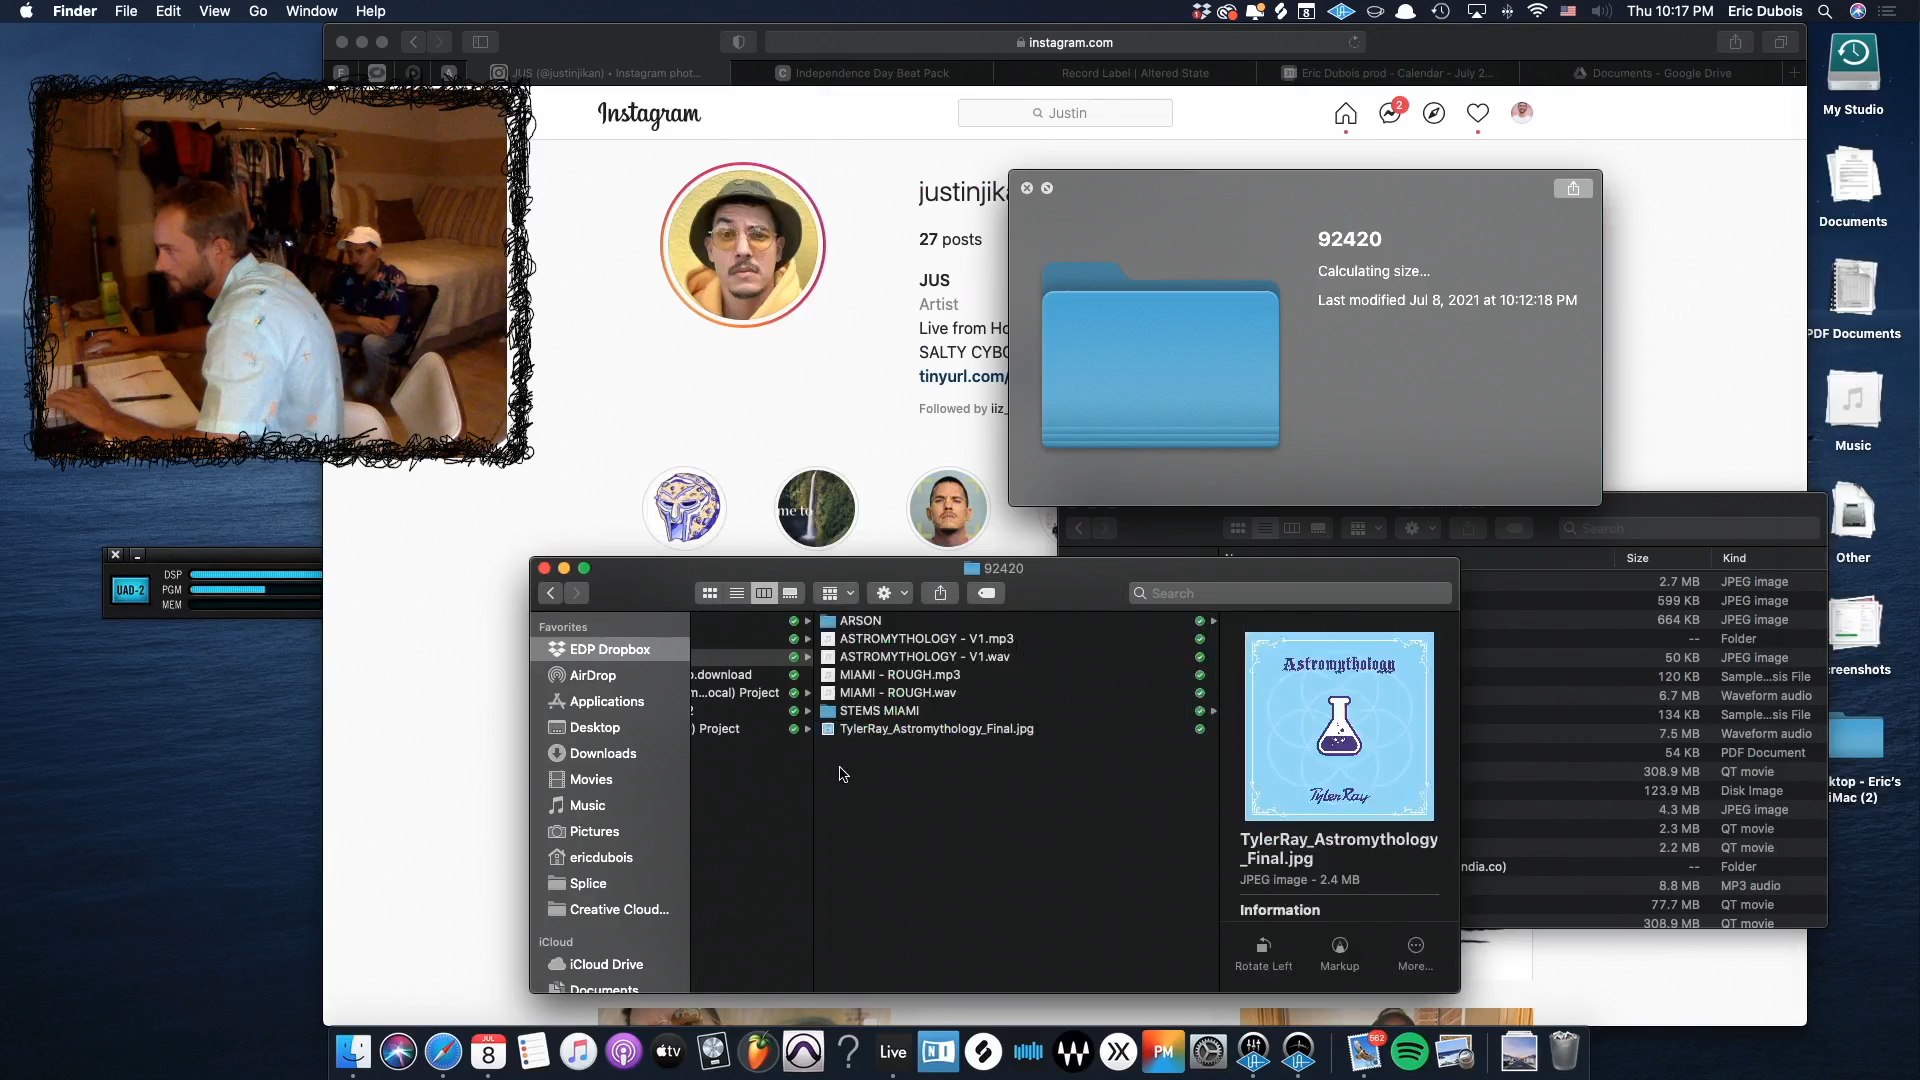 Finder File Edit View Go Window Help
8
Thu 10:17 PM Eric Dubois
instagram.com
JUS (@justinjikan) • Instagram phot...
Independence Day Beat Pack
Record Label | Altered State
Eric Dubois prod - Calendar - July 2...
Documents - Google Drive
Instagram
Justin
2
justinjik
27 posts
JUS
Artist
Live from Ho
SALTY CYBO
tinyurl.com/
Followed by iiz_
me to
92420
Calculating size...
Last modified Jul 8, 2021 at 10:12:18 PM
My Studio
Documents
PDF Documents
Music
Other
creenshots
ktop - Eric's
iMac (2)
UAD-2
DSP
PGM
MEM
Search
Size Kind
2.7 MB JPEG image
599 KB JPEG image
664 KB JPEG image
-- Folder
50 KB JPEG image
120 KB Sample...sis File
6.7 MB Waveform audio
134 KB Sample...sis File
7.5 MB Waveform audio
54 KB PDF Document
308.9 MB QT movie
123.9 MB Disk Image
4.3 MB JPEG image
2.3 MB QT movie
2.2 MB QT movie
ndia.co) -- Folder
8.8 MB MP3 audio
77.7 MB QT movie
308.9 MB QT movie
92420
Search
Favorites
EDP Dropbox
AirDrop
Applications
Desktop
Downloads
Movies
Music
Pictures
ericdubois
Splice
Creative Cloud...
iCloud
iCloud Drive
Documents
o.download
m...ocal) Project
2
) Project
ARSON
ASTROMYTHOLOGY - V1.mp3
ASTROMYTHOLOGY - V1.wav
MIAMI - ROUGH.mp3
MIAMI - ROUGH.wav
STEMS MIAMI
TylerRay_Astromythology_Final.jpg
Astromythology
TylerRay
TylerRay_Astromythology
_Final.jpg
JPEG image - 2.4 MB
Information
Rotate Left
Markup
More...
JUL
8
tv
Live
PM
562